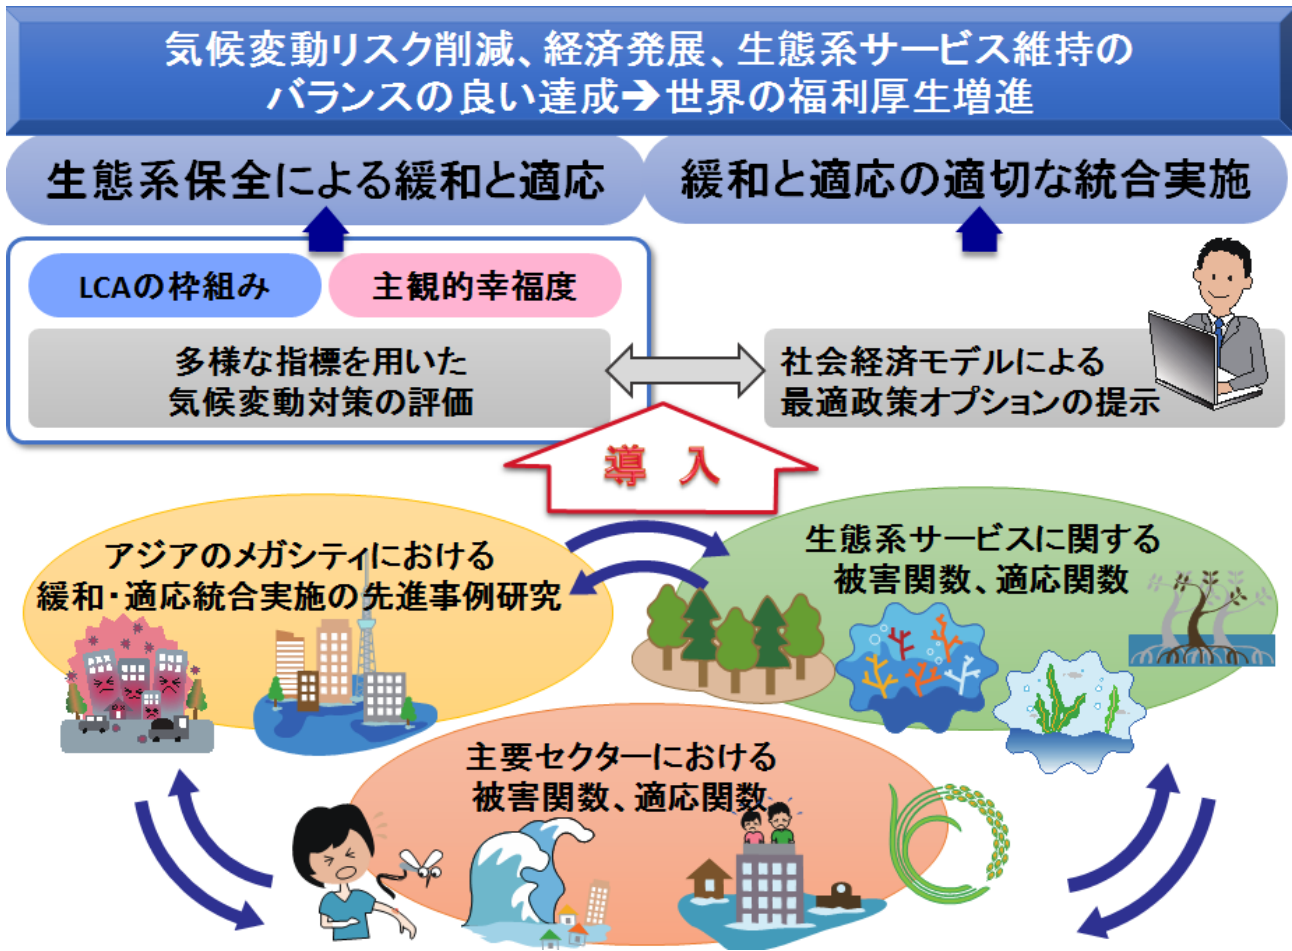 気候変動リスク削減、経済発展、生態系サービス維持の
バランスの良い達成➔世界の福利厚生増進
生態系保全による緩和と適応
緩和と適応の適切な統合実施
LCAの枠組み
主観的幸福度
多様な指標を用いた
気候変動対策の評価
社会経済モデルによる
最適政策オプションの提示
導 入
アジアのメガシティにおける
緩和・適応統合実施の先進事例研究
生態系サービスに関する
被害関数、適応関数
主要セクターにおける
被害関数、適応関数